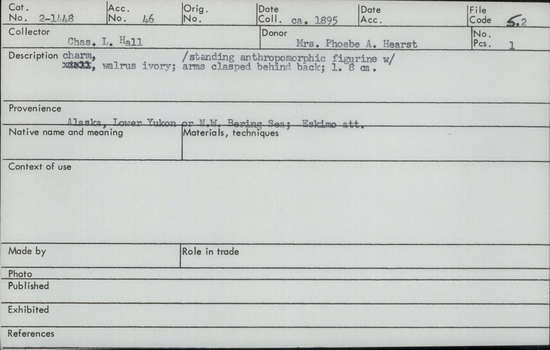 Cat. No. 2-1448 Acc. No. 46 Orig. No. Date Coll. ca. 1895 Date Acc. File Code 5.2
Collector Chas. L. Hall Donor Mrs. Phoebe A. Hearst No. Pcs. 1
Description charm, /standing anthropomorphic figurine w/
walrus ivory; arms clasped behind back; l. 8 cm.
Provenience
Alaska, Lower Yukon or N.W. Bering Sea; Eskimo att.
Native name and meaning Materials, techniques
Context of use
Made by Role in trade
Photo
Published
Exhibited
References